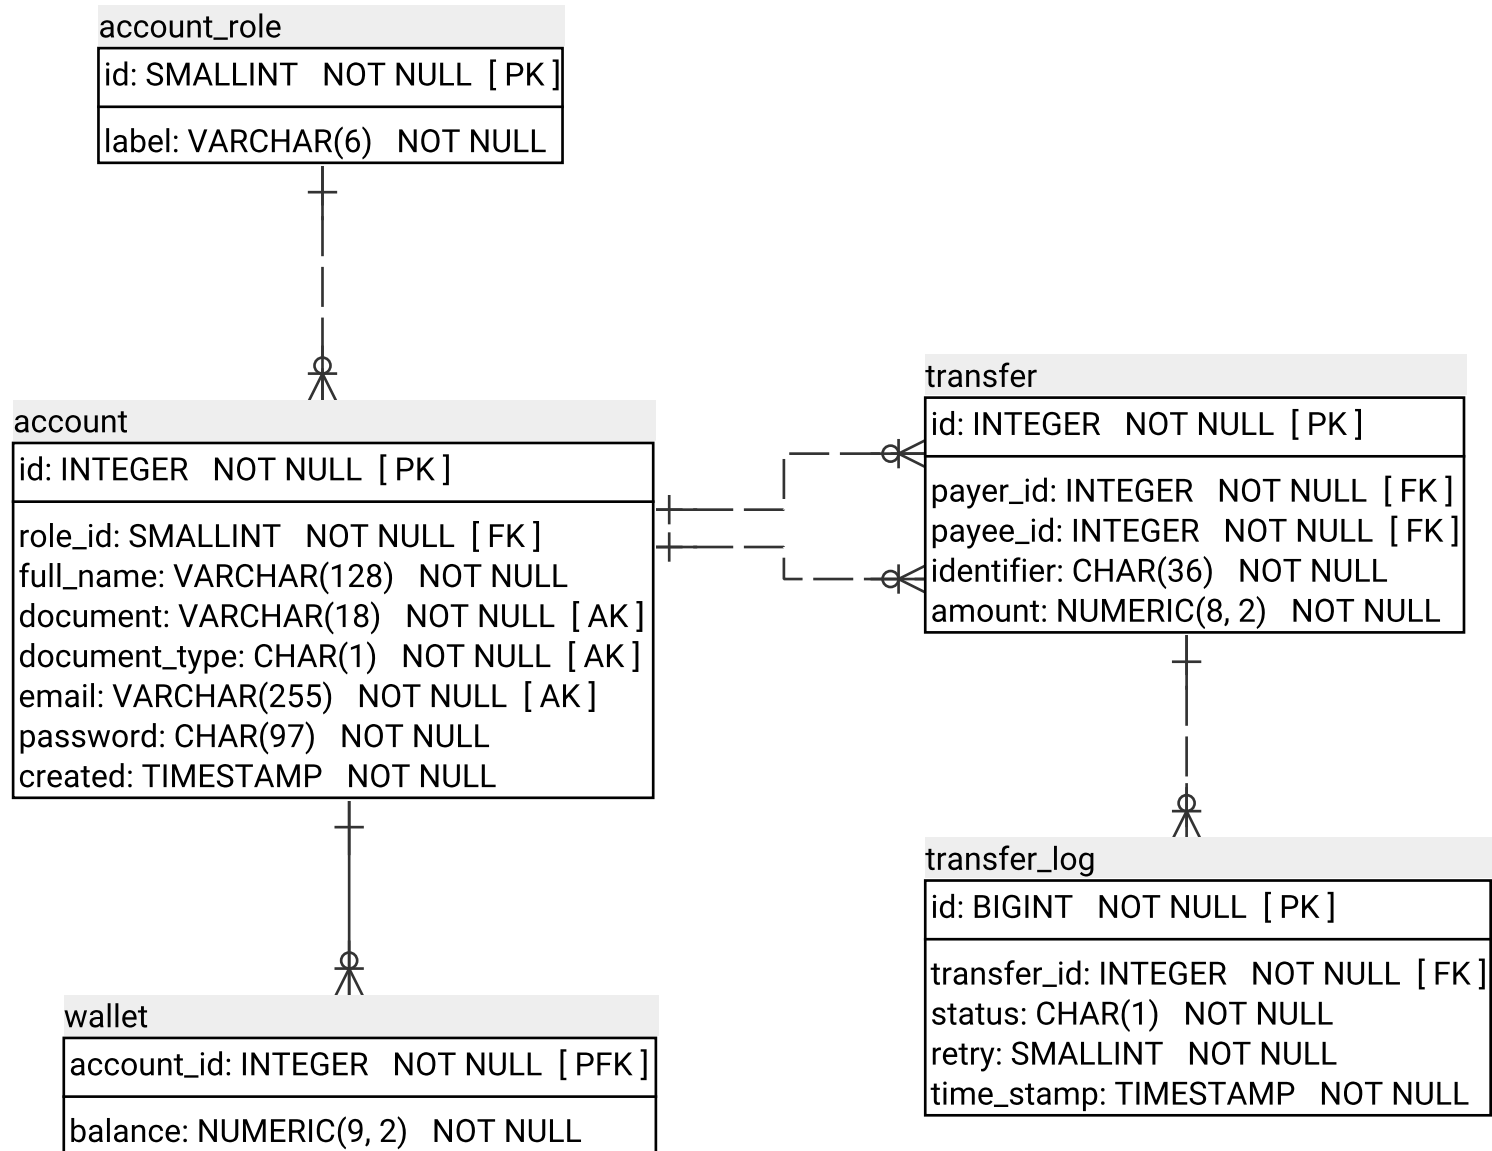 account_role
id: SMALLINT NOT NULL [ PK ]
label: VARCHAR(6) NOT NULL
account
id: INTEGER NOT NULL [ PK ]
role_id: SMALLINT NOT NULL [ FK ]
full_name: VARCHAR(128) NOT NULL
document: VARCHAR(18) NOT NULL [ AK ]
document_type: CHAR(1) NOT NULL [ AK ]
email: VARCHAR(255) NOT NULL [ AK ]
password: CHAR(97) NOT NULL
created: TIMESTAMP NOT NULL
transfer
id: INTEGER NOT NULL [ PK ]
payer_id: INTEGER NOT NULL [ FK ]
payee_id: INTEGER NOT NULL [ FK ]
identifier: CHAR(36) NOT NULL
amount: NUMERIC(8, 2) NOT NULL
transfer_log
id: BIGINT NOT NULL [ PK ]
transfer_id: INTEGER NOT NULL [ FK ]
status: CHAR(1) NOT NULL
retry: SMALLINT NOT NULL
time_stamp: TIMESTAMP NOT NULL
wallet
account_id: INTEGER NOT NULL [ PFK ]
balance: NUMERIC(9, 2) NOT NULL